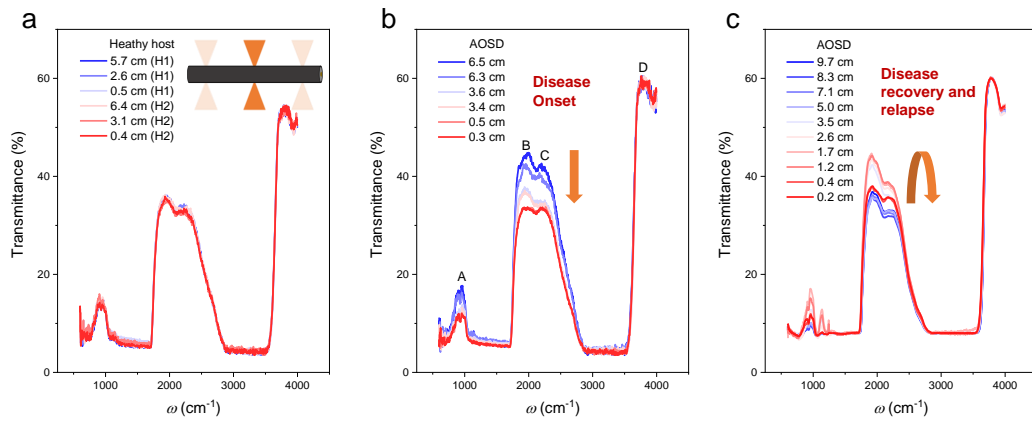 a
Heathy host
5.7 cm (H1)
2.6 cm (H1)
0.5 cm (H1)
6.4 cm (H2)
3.1 cm (H2)
0.4 cm (H2)
60
40
20
0
Transmittance (%)
1000 2000 3000 4000
ω (cm⁻¹)
b
AOSD
6.5 cm
6.3 cm
3.6 cm
3.4 cm
0.5 cm
0.3 cm
Disease
Onset
A
B
C
D
60
40
20
0
Transmittance (%)
1000 2000 3000 4000
ω (cm⁻¹)
c
AOSD
9.7 cm
8.3 cm
7.1 cm
5.0 cm
3.5 cm
2.6 cm
1.7 cm
1.2 cm
0.4 cm
0.2 cm
Disease
recovery and
relapse
60
40
20
0
Transmittance (%)
1000 2000 3000 4000
ω (cm⁻¹)